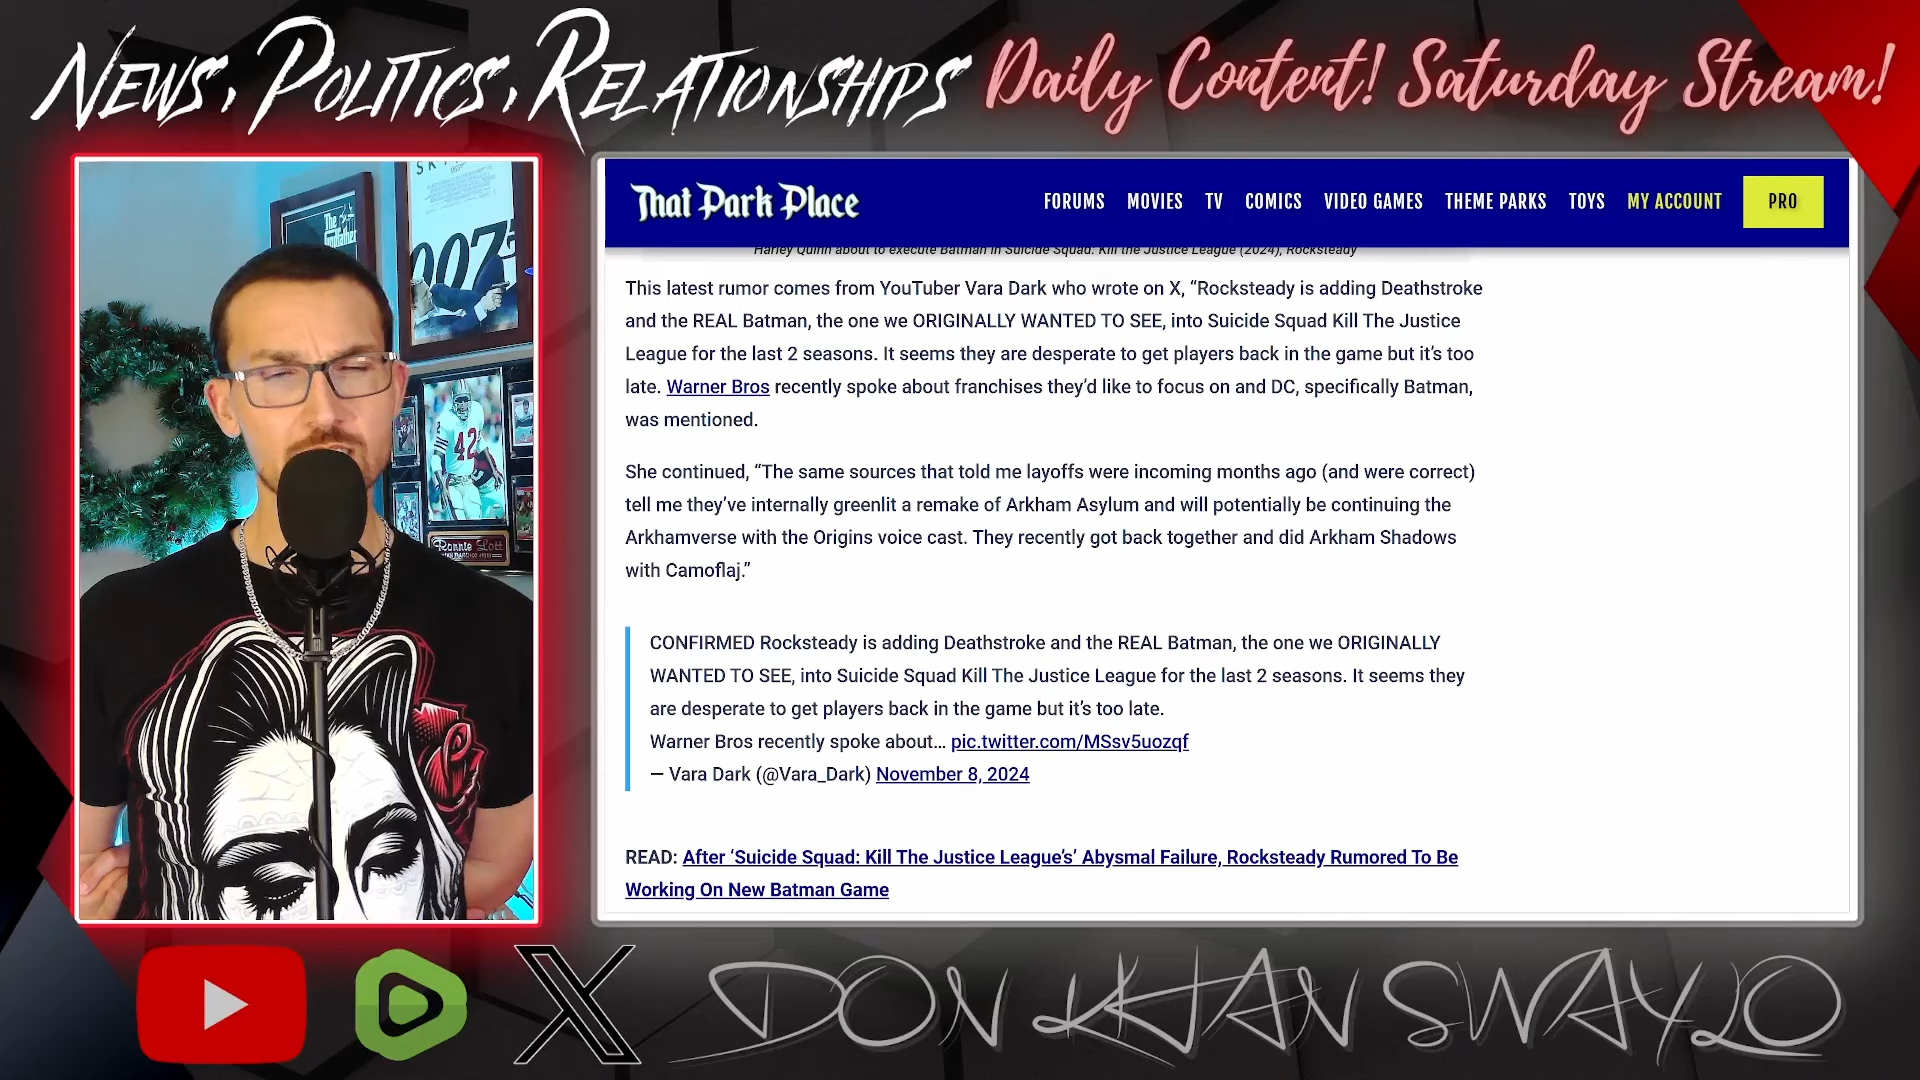 News, Politics, Relationships Daily Content! Saturday Stream!
The
Godfather
007
42
Ronnie Lott
That Park Place
FORUMS MOVIES TV COMICS VIDEO GAMES THEME PARKS TOYS MY ACCOUNT PRO
Harley Quinn about to execute Batman in Suicide Squad: Kill the Justice League (2024), Rocksteady
This latest rumor comes from YouTuber Vara Dark who wrote on X, “Rocksteady is adding Deathstroke
and the REAL Batman, the one we ORIGINALLY WANTED TO SEE, into Suicide Squad Kill The Justice
League for the last 2 seasons. It seems they are desperate to get players back in the game but it’s too
late. Warner Bros recently spoke about franchises they’d like to focus on and DC, specifically Batman,
was mentioned.
She continued, “The same sources that told me layoffs were incoming months ago (and were correct)
tell me they’ve internally greenlit a remake of Arkham Asylum and will potentially be continuing the
Arkhamverse with the Origins voice cast. They recently got back together and did Arkham Shadows
with Camoflaj.”
CONFIRMED Rocksteady is adding Deathstroke and the REAL Batman, the one we ORIGINALLY
WANTED TO SEE, into Suicide Squad Kill The Justice League for the last 2 seasons. It seems they
are desperate to get players back in the game but it’s too late.
Warner Bros recently spoke about… pic.twitter.com/MSsv5uozqf
— Vara Dark (@Vara_Dark) November 8, 2024
READ: After ‘Suicide Squad: Kill The Justice League’s’ Abysmal Failure, Rocksteady Rumored To Be
Working On New Batman Game
X DON KHAN SWAYLO